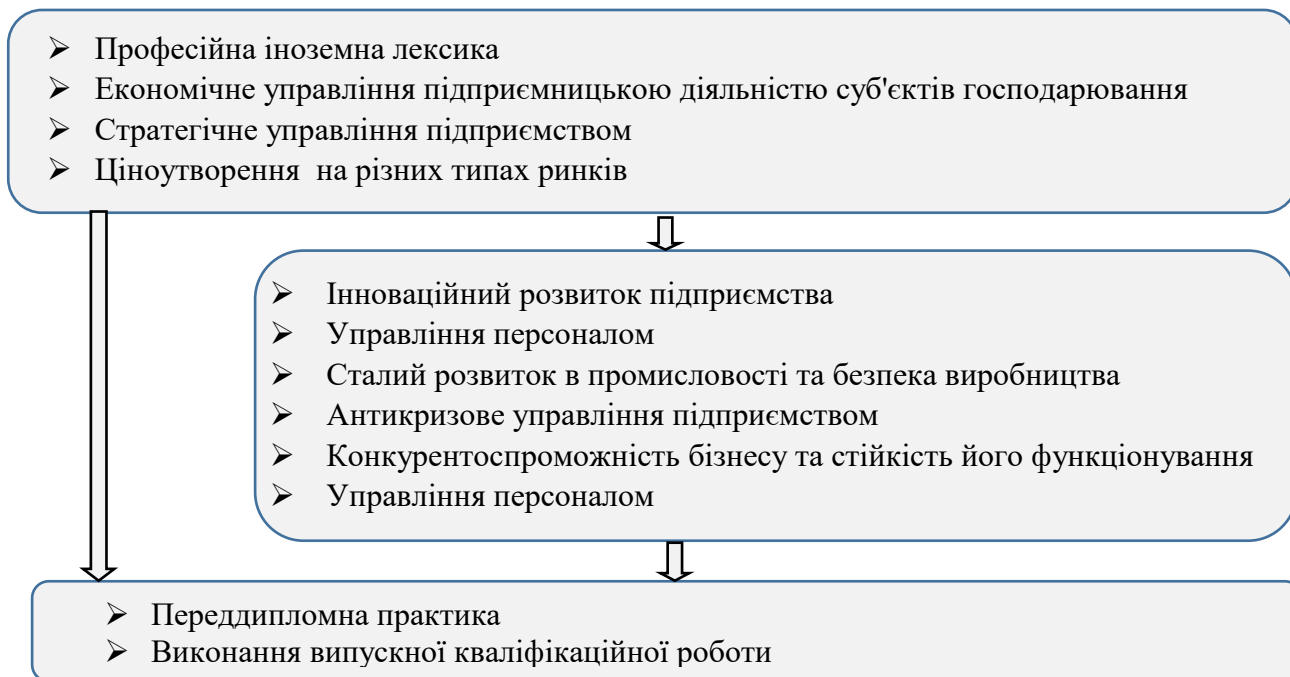 ➢ Професійна іноземна лексика
➢ Економічне управління підприємницькою діяльністю суб'єктів господарювання
➢ Стратегічне управління підприємством
➢ Ціноутворення на різних типах ринків
➢ Інноваційний розвиток підприємства
➢ Управління персоналом
➢ Сталий розвиток в промисловості та безпека виробництва
➢ Антикризове управління підприємством
➢ Конкурентоспроможність бізнесу та стійкість його функціонування
➢ Управління персоналом
➢ Переддипломна практика
➢ Виконання випускної кваліфікаційної роботи